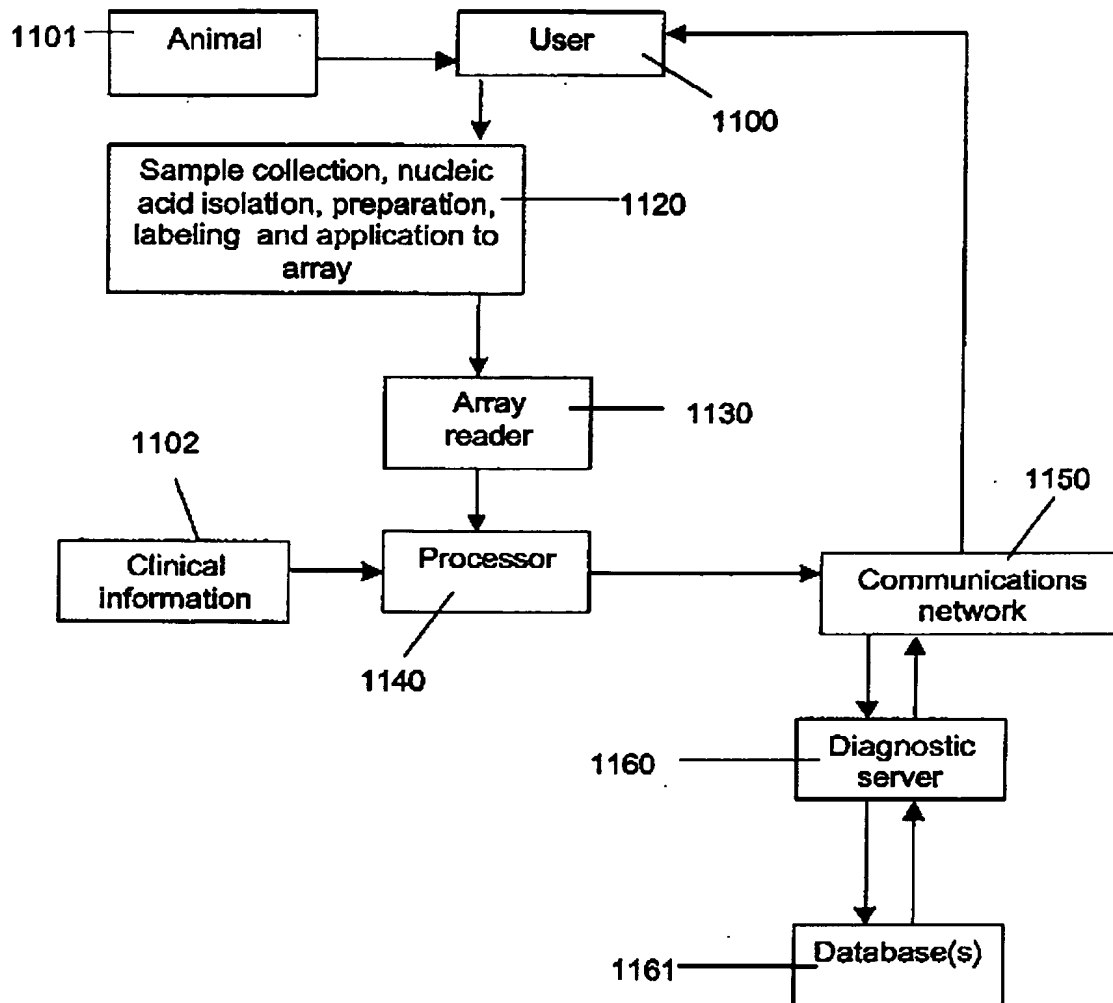 1101
Animal
User
1100
Sample collection, nucleic
acid isolation, preparation,
labeling and application to
array
1120
Array
reader
1130
1102
Clinical
information
Processor
1140
1150
Communications
network
1160
Diagnostic
server
1161
Database(s)